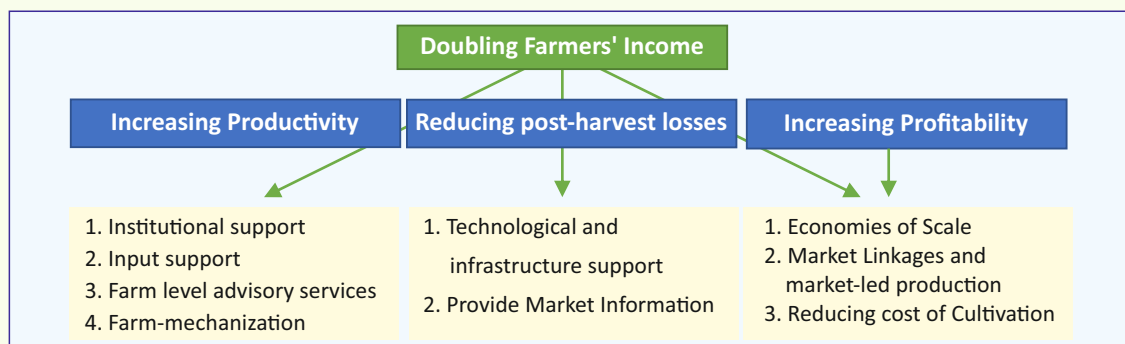 Doubling Farmers' Income
Increasing Productivity
Reducing post-harvest losses
Increasing Profitability
1. Institutional support
2. Input support
3. Farm level advisory services
4. Farm-mechanization
1. Technological and
infrastructure support
2. Provide Market Information
1. Economies of Scale
2. Market Linkages and
market-led production
3. Reducing cost of Cultivation